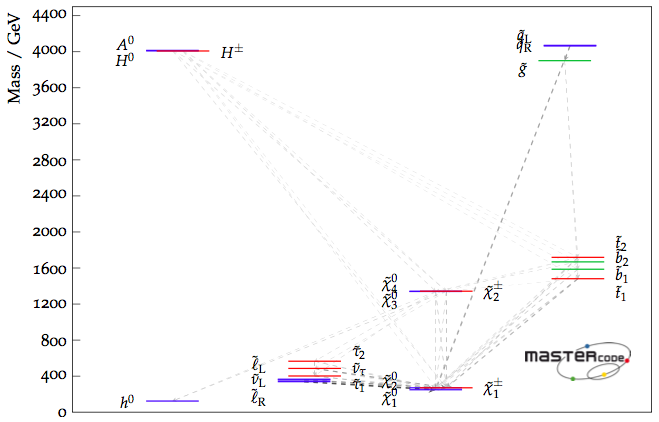 Mass / GeV
4400
4000
3600
3200
2800
2400
2000
1600
1200
800
400
0
A⁰
H⁰
H±
q̃L
q̃R
g̃
t̃2
b̃2
b̃1
t̃1
χ̃⁰4
χ̃⁰3
χ̃±2
τ̃2
ℓ̃L
ν̃τ
ν̃L
τ̃1
ℓ̃R
χ̃⁰2
χ̃⁰1
χ̃±1
h⁰
MASTERCODE